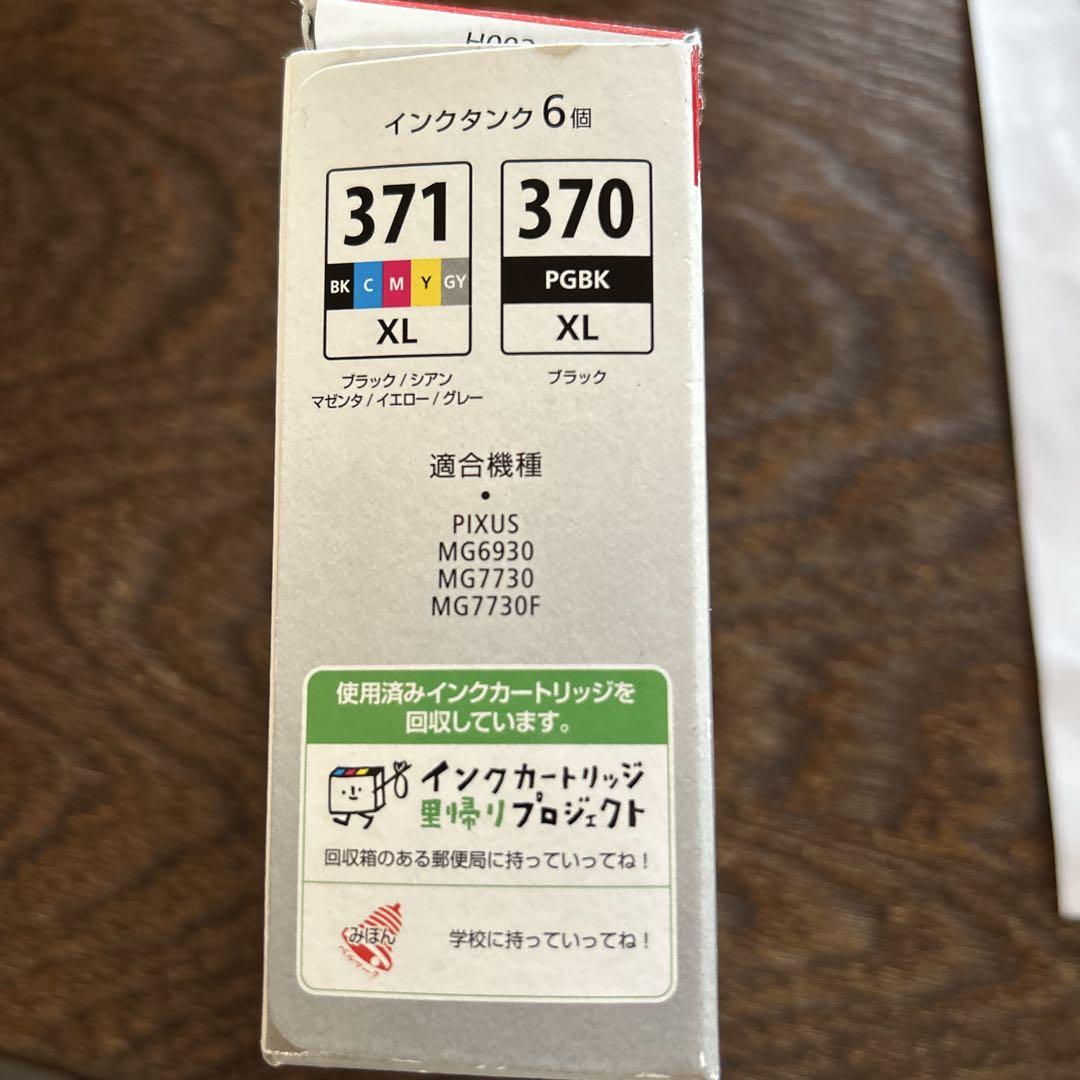 インクタンク6個
371
BK C M Y GY
XL
ブラック/シアン
マゼンタ/イエロー/グレー
370
PGBK
XL
ブラック
適合機種
•
PIXUS
MG6930
MG7730
MG7730F
使用済みインクカートリッジを
回収しています。
インクカートリッジ
里帰りプロジェクト
回収箱のある郵便局に持っていってね!
みほん
ベルマーク
学校に持っていってね!